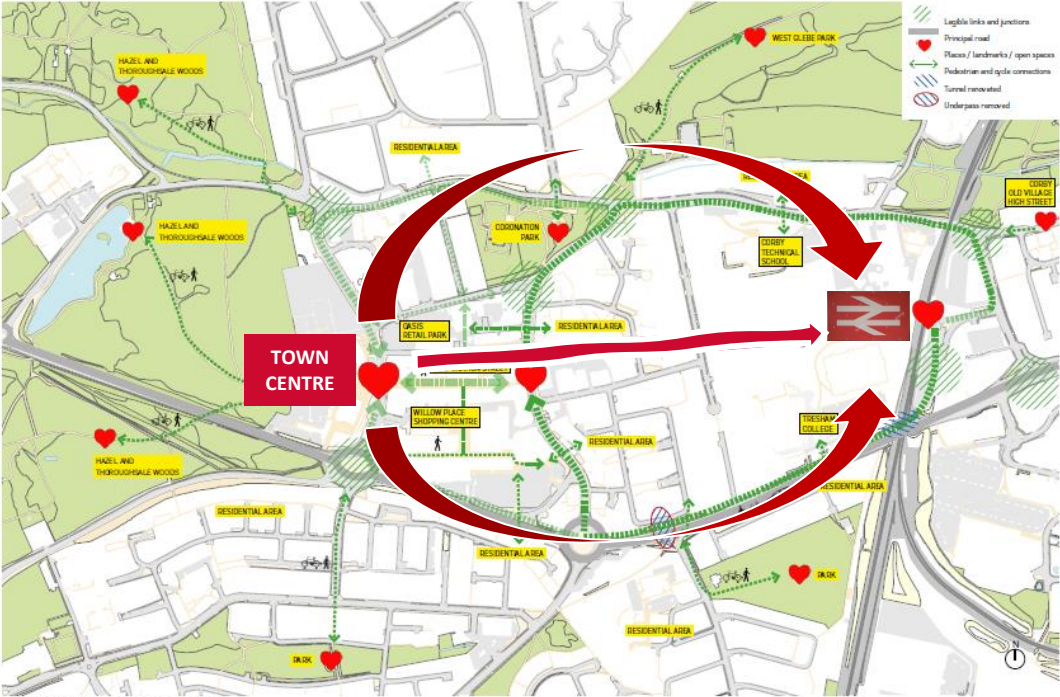 Legible links and junctions
Principal road
Places / landmarks / open spaces
Pedestrian and cycle connections
Tunnel renovated
Underpass removed
WEST GLEBE PARK
HAZEL AND
THOROUGHSALE WOODS
RESIDENTIAL AREA
CORBY
OLD VILLAGE
HIGH STREET
HAZEL AND
THOROUGHSALE WOODS
CORONATION
PARK
CORBY
TECHNICAL
SCHOOL
OASIS
RETAIL PARK
RESIDENTIAL AREA
TOWN
CENTRE
WILLOW PLACE
SHOPPING CENTRE
TRESHAM
COLLEGE
RESIDENTIAL AREA
HAZEL AND
THOROUGHSALE WOODS
RESIDENTIAL AREA
RESIDENTIAL AREA
RESIDENTIAL AREA
PARK
RESIDENTIAL AREA
PARK
N